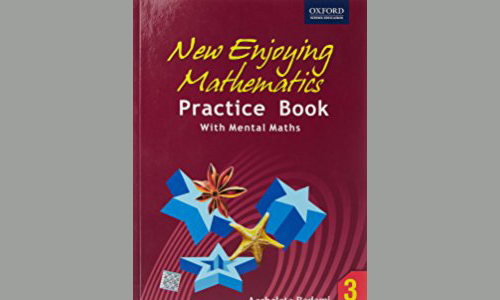 OXFORD
New Enjoying
Mathematics
Practice Book
With Mental Maths
3